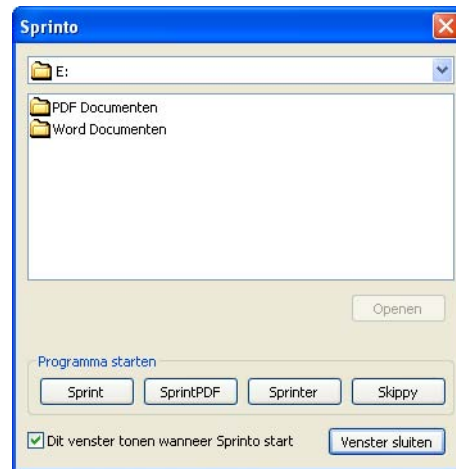 Sprinto
E:
PDF Documenten
Word Documenten
Openen
Programma starten
Sprint SprintPDF Sprinter Skippy
Dit venster tonen wanneer Sprinto start Venster sluiten